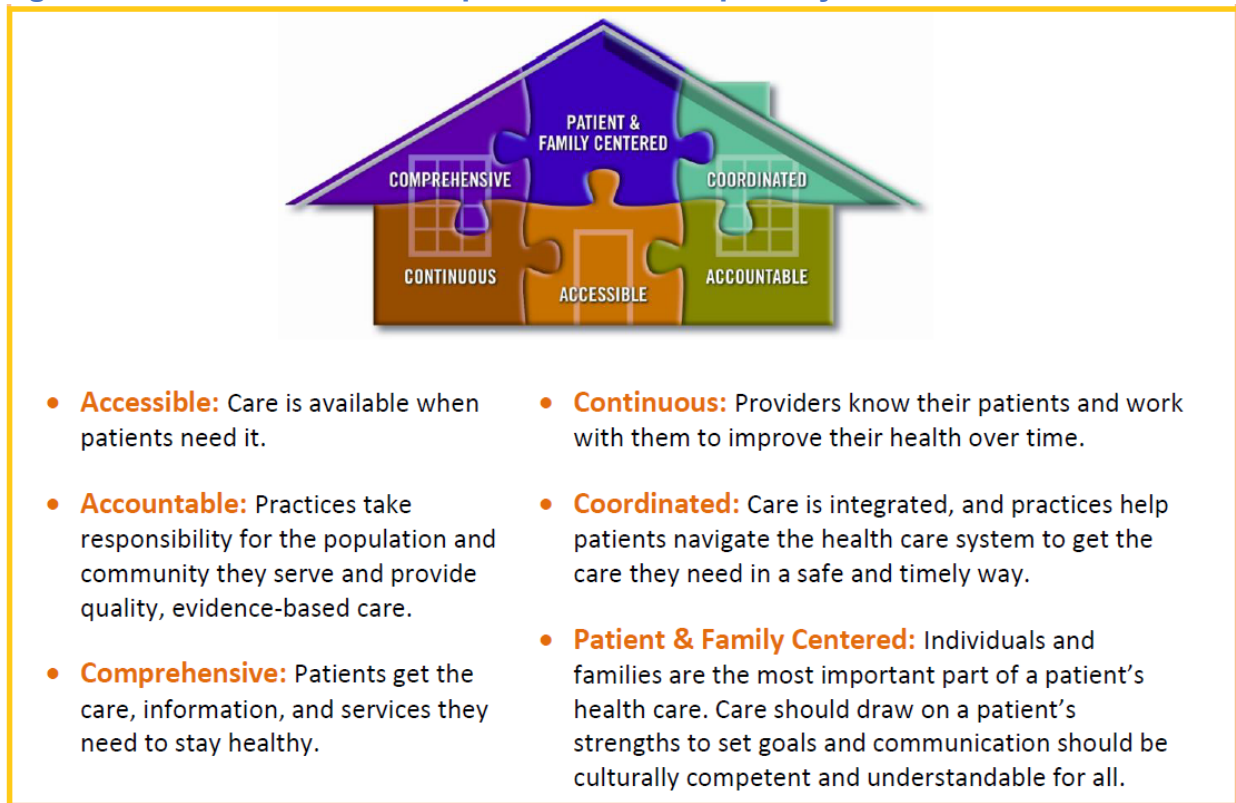 PATIENT &
FAMILY CENTERED
COMPREHENSIVE
COORDINATED
CONTINUOUS
ACCESSIBLE
ACCOUNTABLE
• Accessible: Care is available when
patients need it.
• Accountable: Practices take
responsibility for the population and
community they serve and provide
quality, evidence-based care.
• Comprehensive: Patients get the
care, information, and services they
need to stay healthy.
• Continuous: Providers know their patients and work
with them to improve their health over time.
• Coordinated: Care is integrated, and practices help
patients navigate the health care system to get the
care they need in a safe and timely way.
• Patient & Family Centered: Individuals and
families are the most important part of a patient’s
health care. Care should draw on a patient’s
strengths to set goals and communication should be
culturally competent and understandable for all.